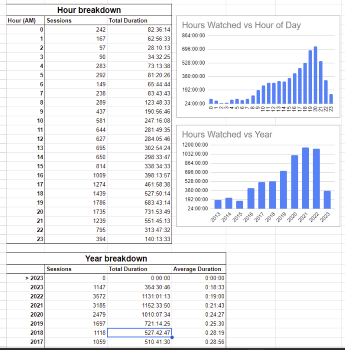 Hour breakdown
Hour (AM) Sessions Total Duration
0 242 82:36:14
1 167 62:56:33
2 97 28:10:13
3 90 34:32:25
4 283 73:13:38
5 292 81:20:26
6 149 65:44:44
7 238 83:43:43
8 289 123:48:33
9 437 190:56:46
10 581 247:16:08
11 644 281:49:35
12 627 284:05:46
13 695 302:54:24
14 650 298:33:47
15 814 338:34:33
16 1009 398:13:57
17 1274 461:58:38
18 1439 527:50:14
19 1786 683:43:14
20 1735 731:53:49
21 1239 551:45:13
22 795 313:47:32
23 394 140:13:33
Hours Watched vs Hour of Day
864:00:00
696:00:00
528:00:00
360:00:00
192:00:00
24:00:00
Hours Watched vs Year
1200:00:00
1032:00:00
864:00:00
696:00:00
528:00:00
360:00:00
192:00:00
24:00:00
2013 2014 2015 2016 2017 2018 2019 2020 2021 2022 2023
Year breakdown
Sessions Total Duration Average Duration
> 2023 0 0:00:00 0:00:00
2023 1147 354:30:46 0:18:33
2022 3672 1131:01:13 0:19:00
2021 3185 1152:33:50 0:21:43
2020 2479 1010:07:34 0:24:27
2019 1697 721:14:25 0:25:30
2018 1118 527:42:47 0:28:19
2017 1059 510:41:30 0:28:56